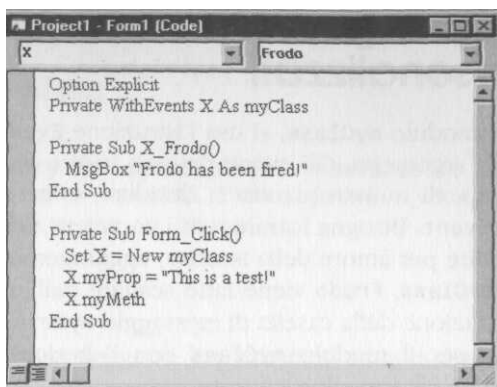 Project1 - Form1 (Code)
X Frodo
Option Explicit
Private WithEvents X As myClass
Private Sub X_Frodo()
MsgBox "Frodo has been fired!"
End Sub
Private Sub Form_Click()
Set X = New myClass
X.myProp = "This is a test!"
X.myMeth
End Sub